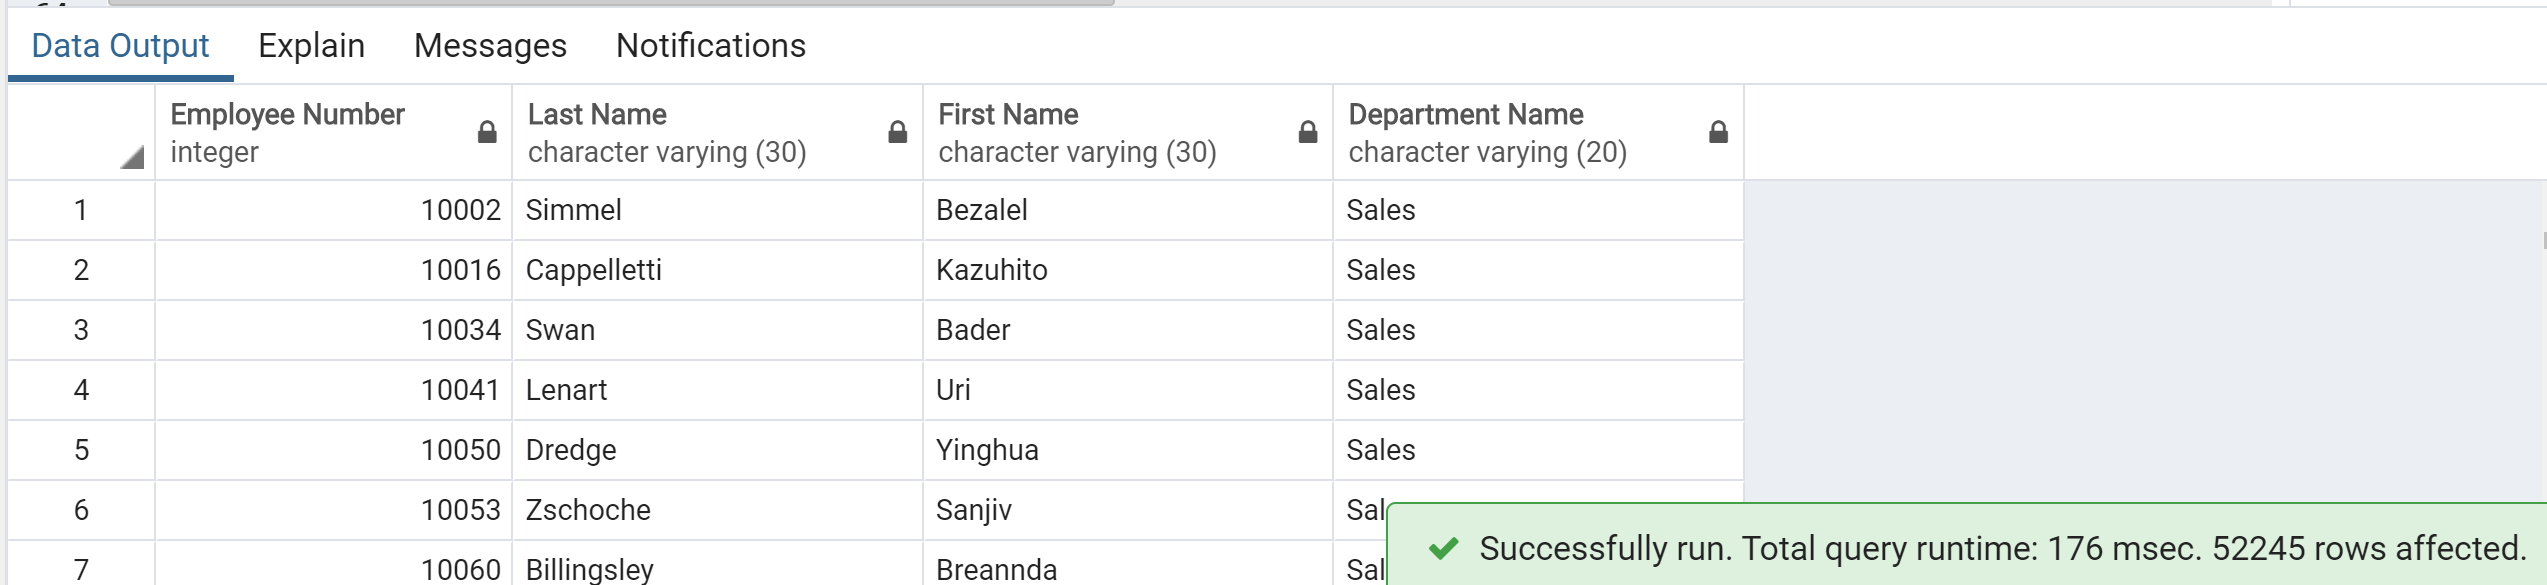 Data Output Explain Messages Notifications
Employee Number Last Name First Name Department Name
integer character varying (30) character varying (30) character varying (20)
1 10002 Simmel Bezalel Sales
2 10016 Cappelletti Kazuhito Sales
3 10034 Swan Bader Sales
4 10041 Lenart Uri Sales
5 10050 Dredge Yinghua Sales
6 10053 Zschoche Sanjiv Sal
Successfully run. Total query runtime: 176 msec. 52245 rows affected.
7 10060 Billingsley Breannda Sal